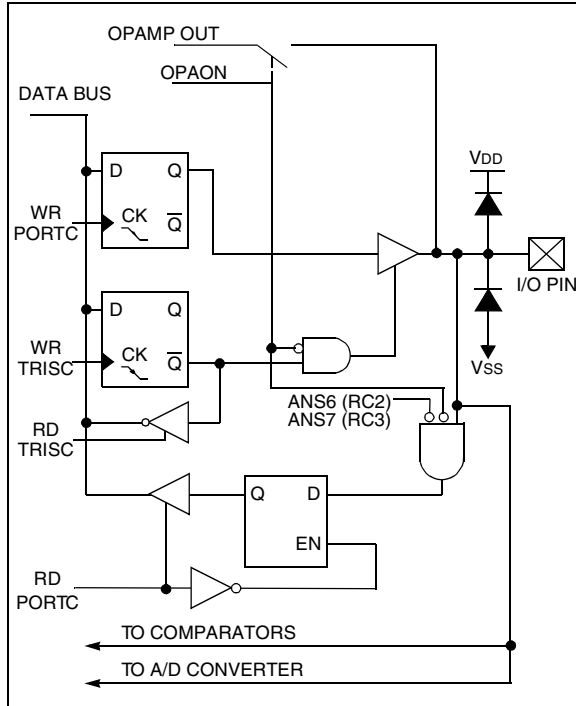 OPAMP OUT
OPAON
DATA BUS
D Q
WR
PORTC
CK
Q
VDD
I/O PIN
D Q
WR
TRISC
CK
Q
VSS
RD
TRISC
ANS6 (RC2)
ANS7 (RC3)
Q D
EN
RD
PORTC
TO COMPARATORS
TO A/D CONVERTER